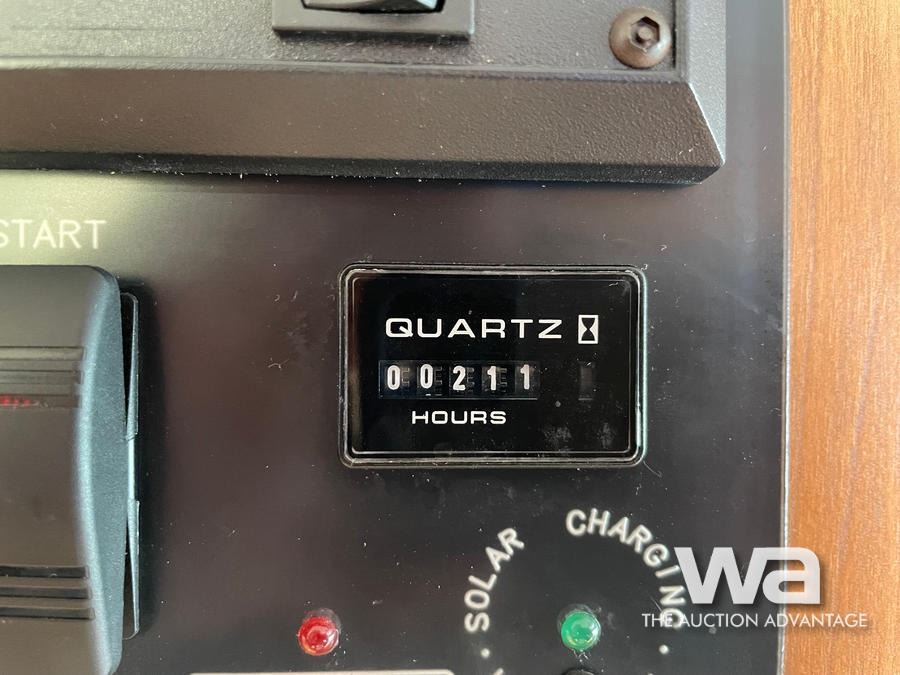 START
QUARTZ
00211
HOURS
SOLAR
CHARGING
wa
THE AUCTION ADVANTAGE